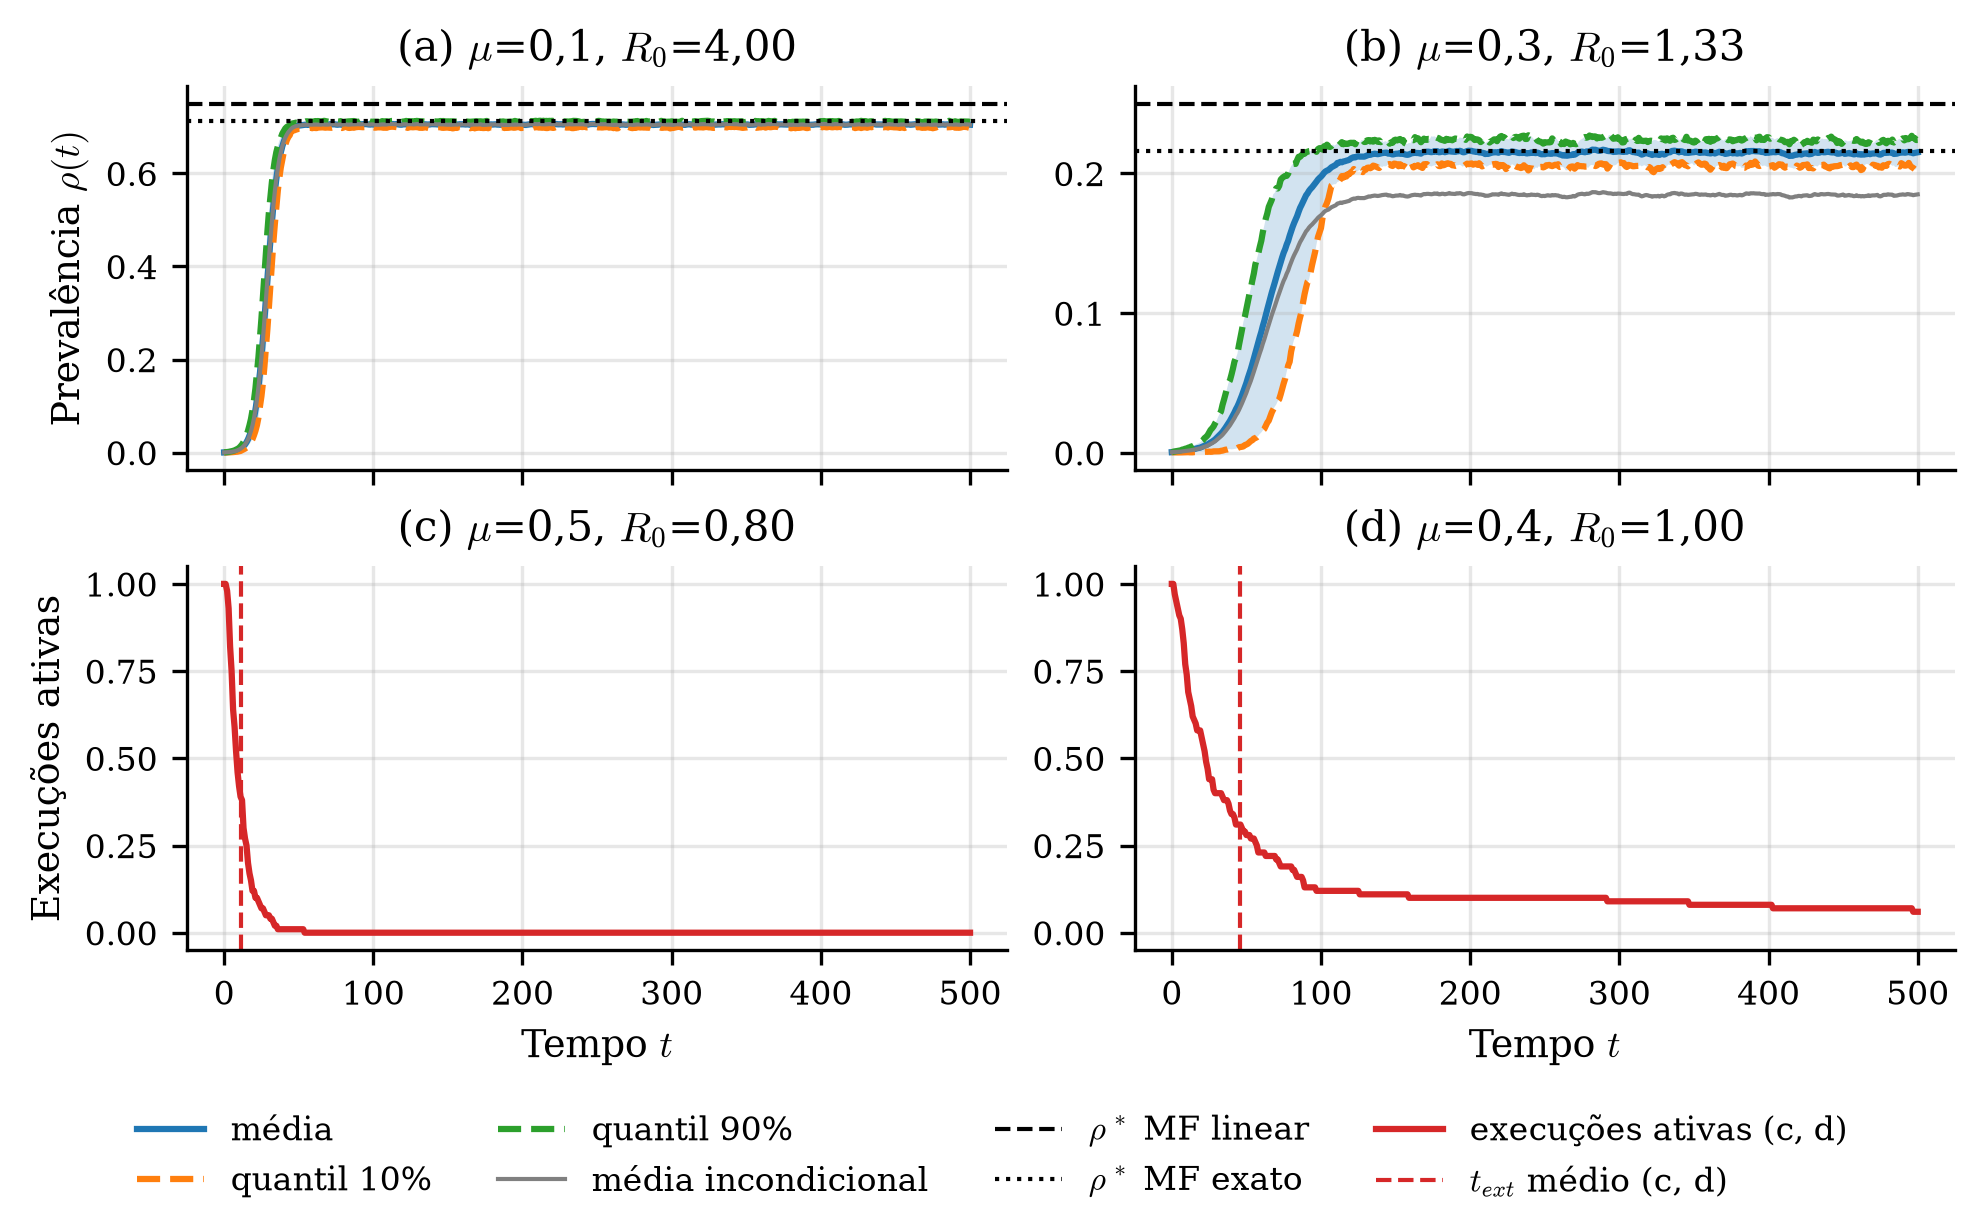 (a) μ=0,1, R₀=4,00
(b) μ=0,3, R₀=1,33
Prevalência ρ(t)
0.6
0.4
0.2
0.0
0.2
0.1
0.0
(c) μ=0,5, R₀=0,80
(d) μ=0,4, R₀=1,00
Execuções ativas
1.00
0.75
0.50
0.25
0.00
1.00
0.75
0.50
0.25
0.00
0 100 200 300 400 500
0 100 200 300 400 500
Tempo t
Tempo t
média
quantil 10%
quantil 90%
média incondicional
ρ* MF linear
ρ* MF exato
execuções ativas (c, d)
t_ext médio (c, d)